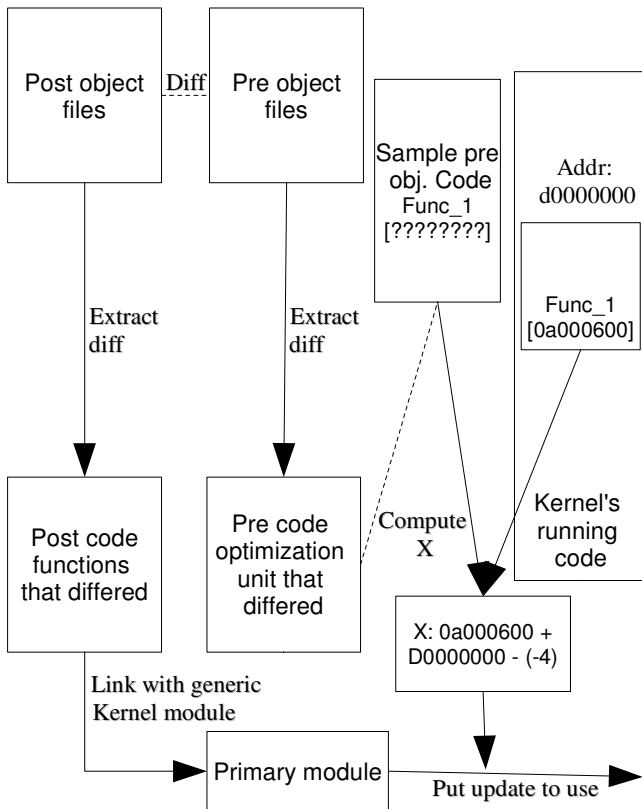 Post object
files
Diff
Pre object
files
Sample pre
obj. Code
Func_1
[????????]
Addr:
d0000000
Func_1
[0a000600]
Extract
diff
Extract
diff
Post code
functions
that differed
Pre code
optimization
unit that
differed
Compute
X
Kernel's
running
code
X: 0a000600 +
D0000000 - (-4)
Link with generic
Kernel module
Primary module
Put update to use